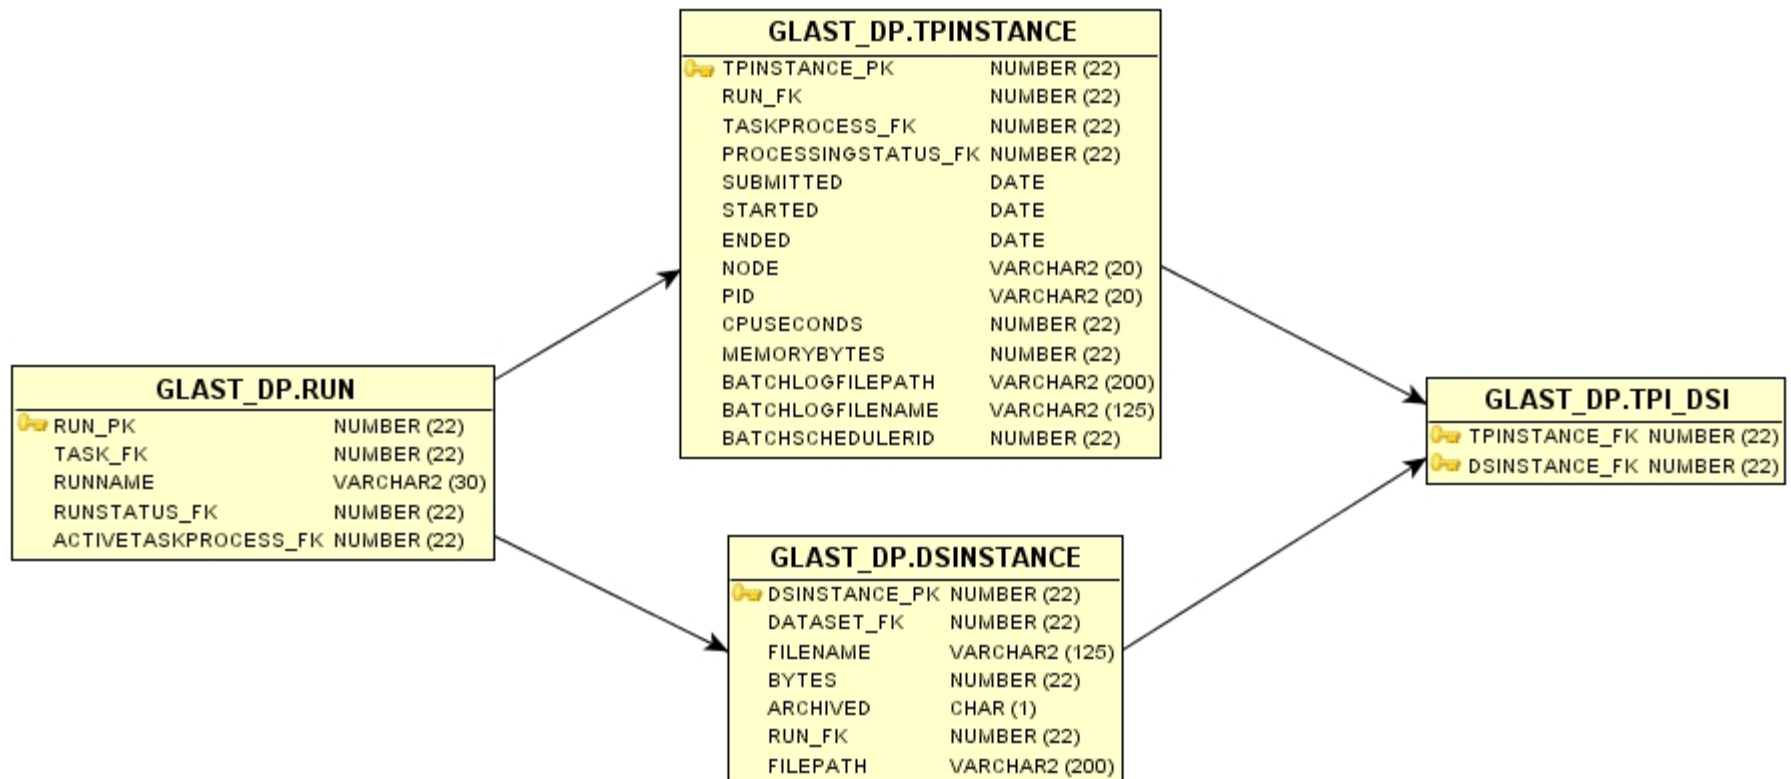 GLAST_DP.TPINSTANCE
TPINSTANCE_PK NUMBER (22)
RUN_FK NUMBER (22)
TASKPROCESS_FK NUMBER (22)
PROCESSINGSTATUS_FK NUMBER (22)
SUBMITTED DATE
STARTED DATE
ENDED DATE
NODE VARCHAR2 (20)
PID VARCHAR2 (20)
CPUSECONDS NUMBER (22)
MEMORYBYTES NUMBER (22)
BATCHLOGFILEPATH VARCHAR2 (200)
BATCHLOGFILENAME VARCHAR2 (125)
BATCHSCHEDULERID NUMBER (22)
GLAST_DP.RUN
RUN_PK NUMBER (22)
TASK_FK NUMBER (22)
RUNNAME VARCHAR2 (30)
RUNSTATUS_FK NUMBER (22)
ACTIVETASKPROCESS_FK NUMBER (22)
GLAST_DP.TPI_DSI
TPINSTANCE_FK NUMBER (22)
DSINSTANCE_FK NUMBER (22)
GLAST_DP.DSINSTANCE
DSINSTANCE_PK NUMBER (22)
DATASET_FK NUMBER (22)
FILENAME VARCHAR2 (125)
BYTES NUMBER (22)
ARCHIVED CHAR (1)
RUN_FK NUMBER (22)
FILEPATH VARCHAR2 (200)